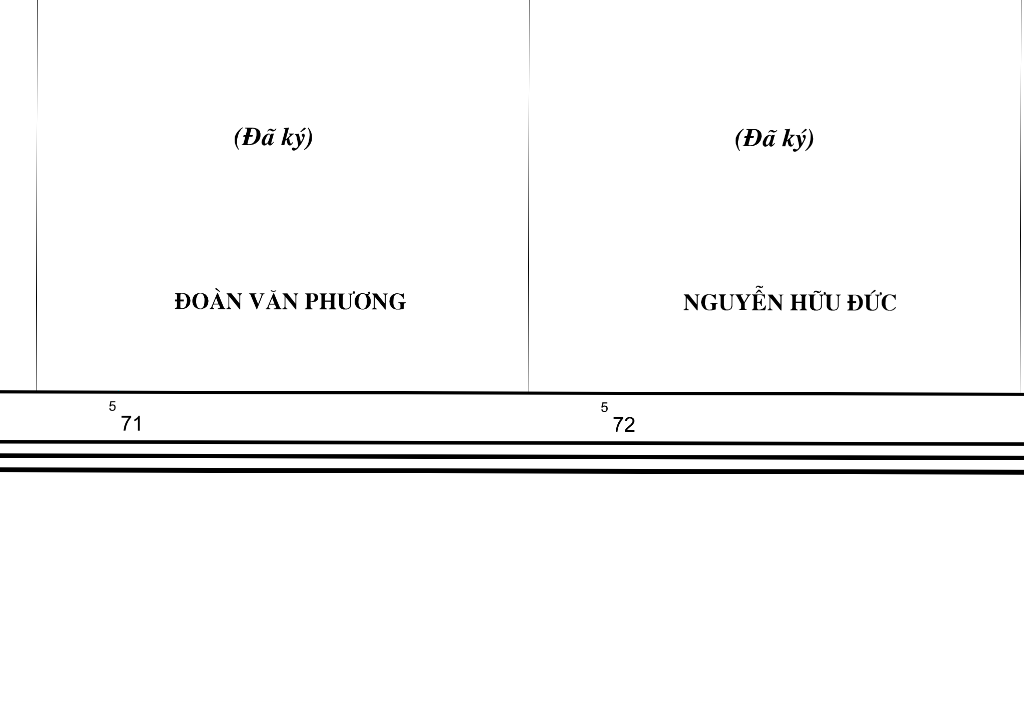 (Đã ký)
(Đã ký)
ĐOÀN VĂN PHƯƠNG
NGUYỄN HỮU ĐỨC
5
71
5
72